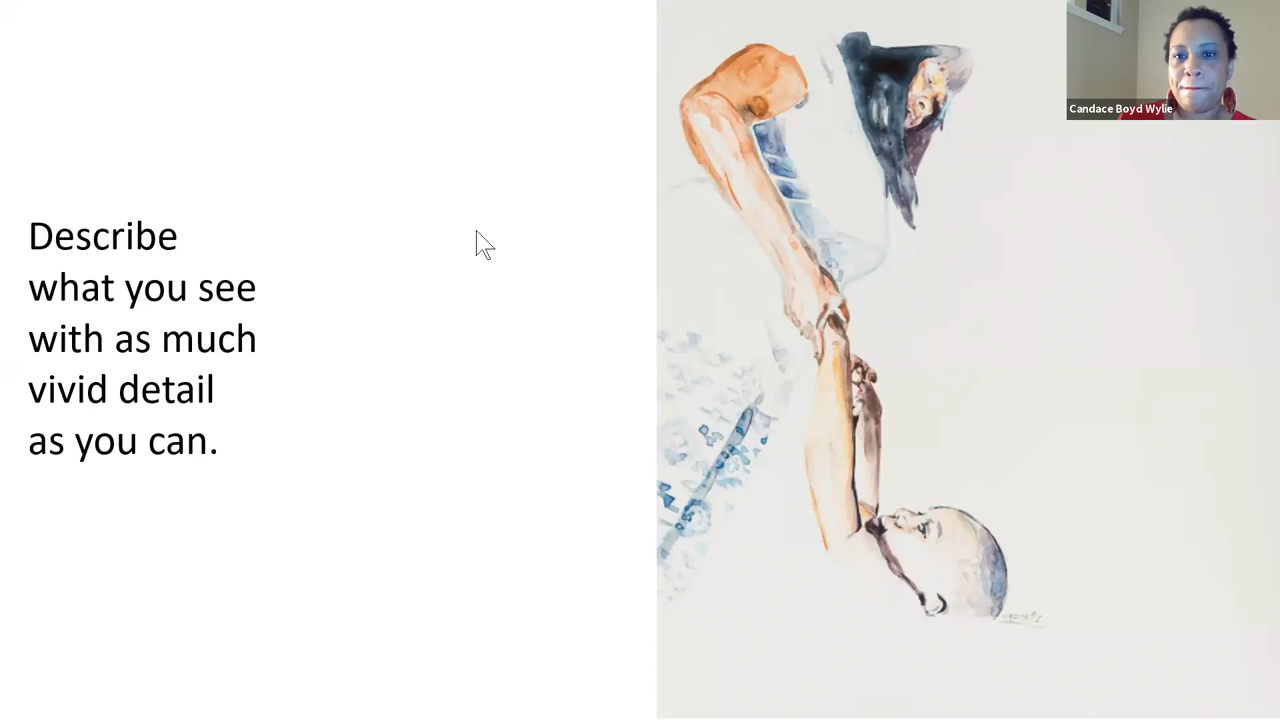 Describe
what you see
with as much
vivid detail
as you can.
Candace Boyd Wylie